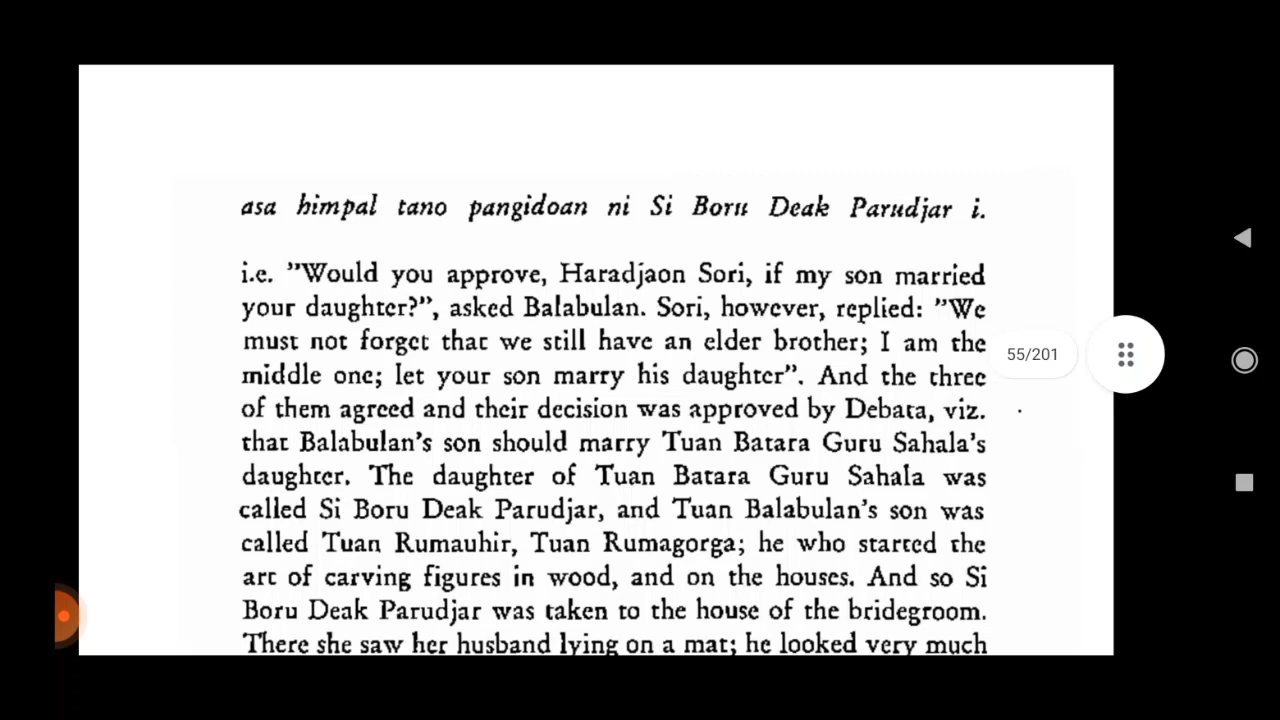 asa himpal tano pangidoan ni Si Boru Deak Parudjar i.
i.e. ”Would you approve, Haradjaon Sori, if my son married
your daughter?”, asked Balabulan. Sori, however, replied: ”We
must not forget that we still have an elder brother; I am the
middle one; let your son marry his daughter”. And the three
of them agreed and their decision was approved by Debata, viz.
that Balabulan’s son should marry Tuan Batara Guru Sahala’s
daughter. The daughter of Tuan Batara Guru Sahala was
called Si Boru Deak Parudjar, and Tuan Balabulan’s son was
called Tuan Rumauhir, Tuan Rumagorga; he who started the
art of carving figures in wood, and on the houses. And so Si
Boru Deak Parudjar was taken to the house of the bridegroom.
There she saw her husband lying on a mat; he looked very much
55/201